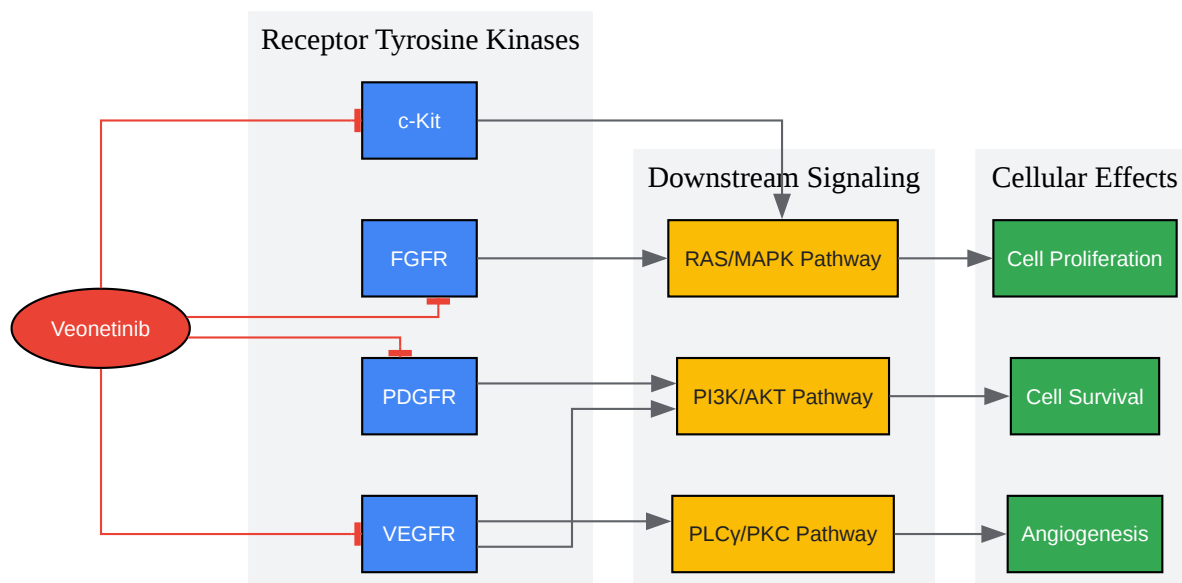 Receptor Tyrosine Kinases
c-Kit
Downstream Signaling
Cellular Effects
FGFR
RAS/MAPK Pathway
Cell Proliferation
Veonetinib
PDGFR
PI3K/AKT Pathway
Cell Survival
VEGFR
PLCγ/PKC Pathway
Angiogenesis